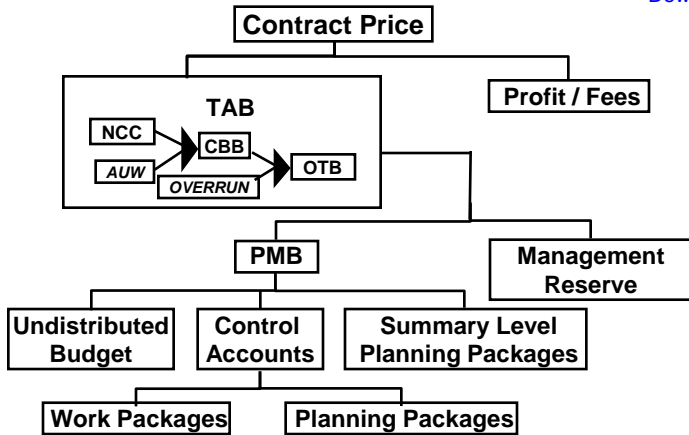 Contract Price
TAB
Profit / Fees
NCC
CBB
AUW
OVERRUN
OTB
PMB
Management
Reserve
Undistributed
Budget
Control
Accounts
Summary Level
Planning Packages
Work Packages
Planning Packages